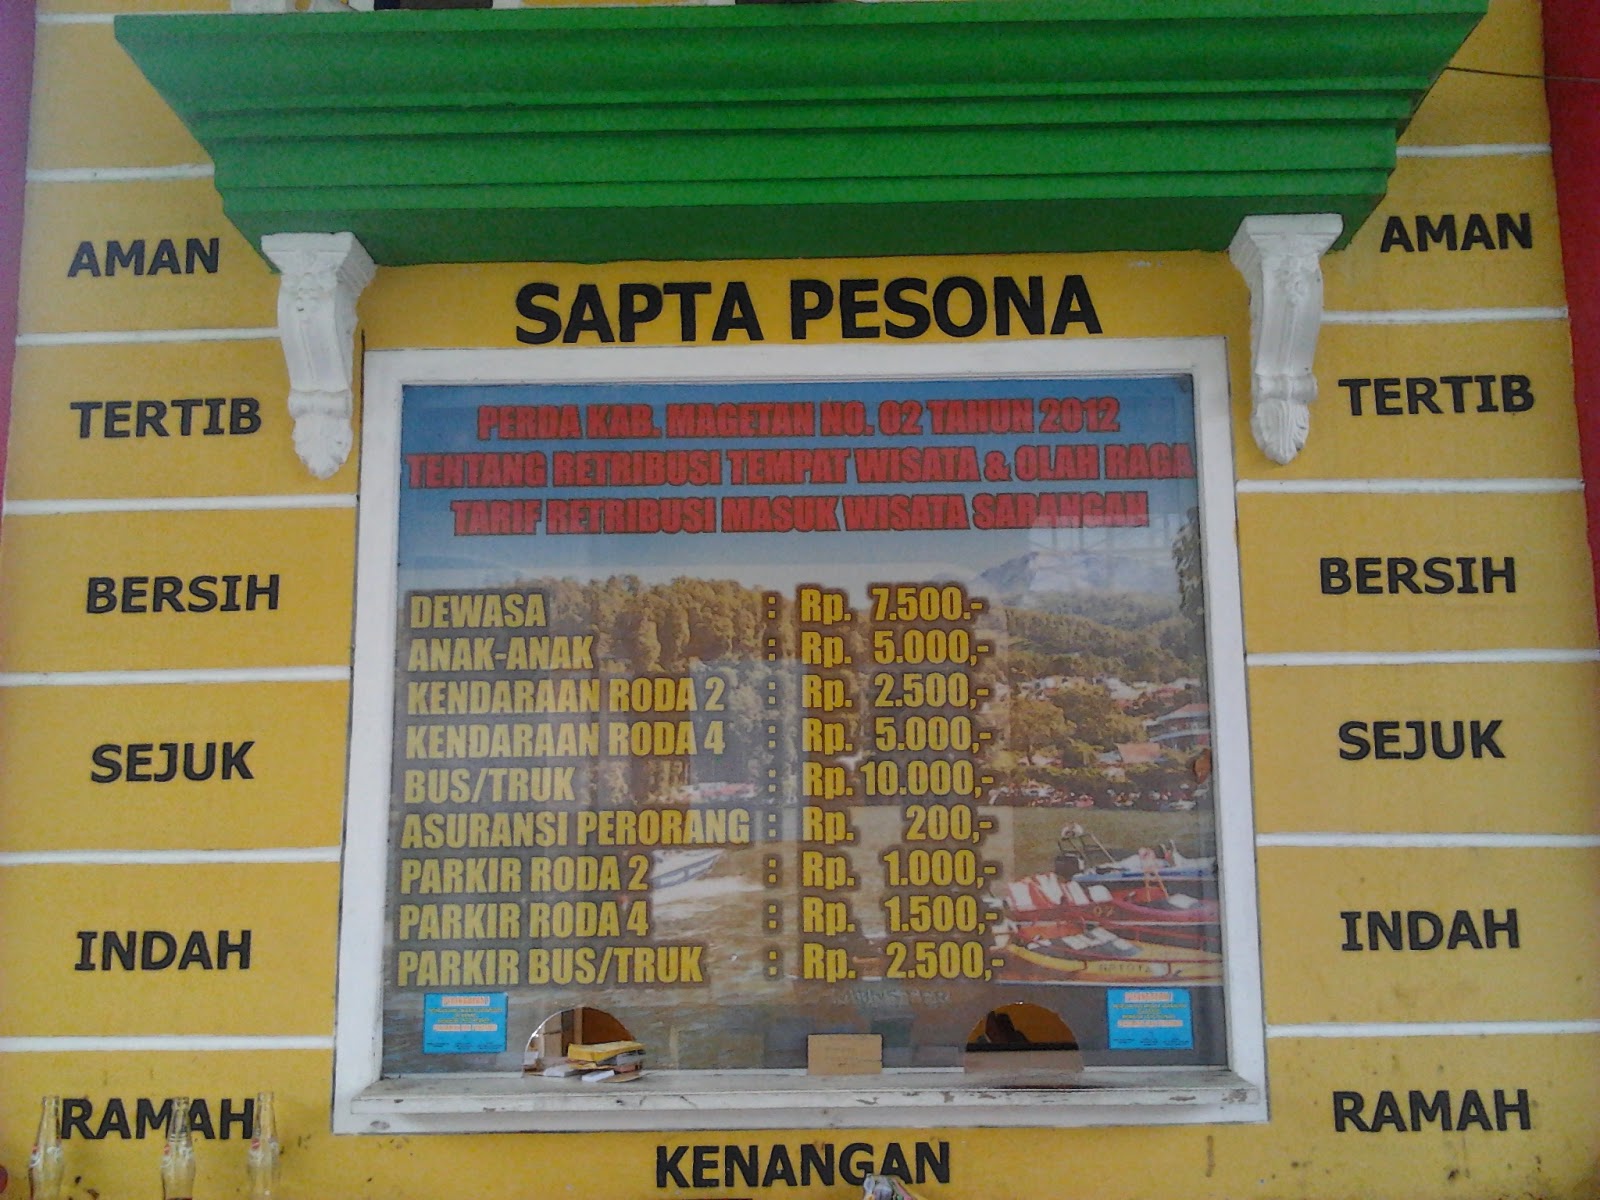 SAPTA PESONA
AMAN
TERTIB
BERSIH
SEJUK
INDAH
RAMAH
PERDA KAB. MAGETAN NO. 02 TAHUN 2012
TENTANG RETRIBUSI TEMPAT WISATA & OLAH RAGA
TARIF RETRIBUSI MASUK WISATA SARANGAN
DEWASA : Rp. 7.500.-
ANAK-ANAK : Rp. 5.000,-
KENDARAAN RODA 2 : Rp. 2.500,-
KENDARAAN RODA 4 : Rp. 5.000,-
BUS/TRUK : Rp. 10.000,-
ASURANSI PERORANG : Rp. 200,-
PARKIR RODA 2 : Rp. 1.000,-
PARKIR RODA 4 : Rp. 1.500,-
PARKIR BUS/TRUK : Rp. 2.500,-
AMAN
TERTIB
BERSIH
SEJUK
INDAH
RAMAH
KENANGAN